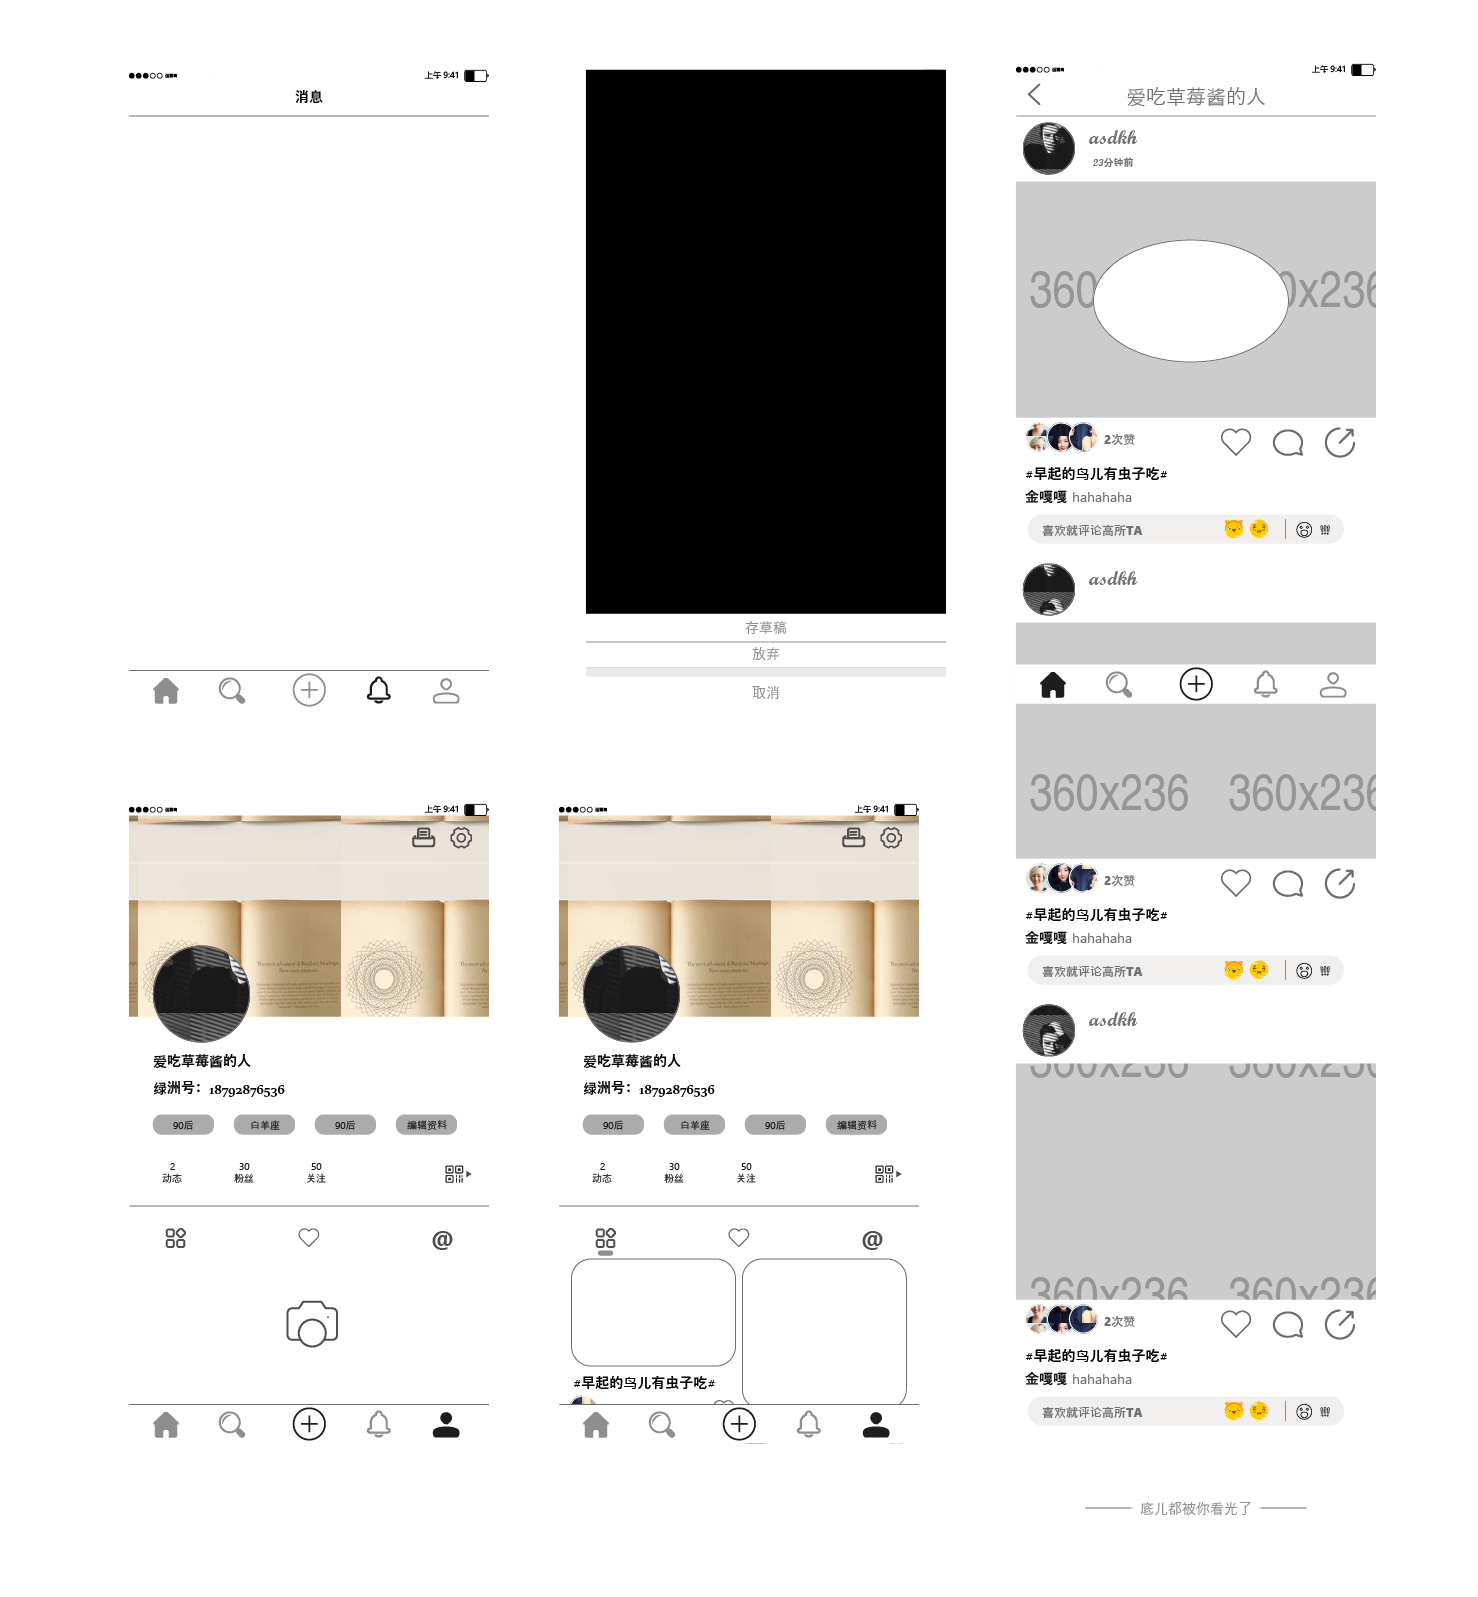 上午 9:41
消息
存草稿
放弃
取消
上午 9:41
爱吃草莓酱的人
asdkh
23分钟前
360
0x236
2次赞
#早起的鸟儿有虫子吃#
金嘎嘎 hahahaha
喜欢就评论高所TA
asdkh
360x236 360x236
2次赞
#早起的鸟儿有虫子吃#
金嘎嘎 hahahaha
喜欢就评论高所TA
asdkh
360x236 360x236
360x236 360x236
2次赞
#早起的鸟儿有虫子吃#
金嘎嘎 hahahaha
喜欢就评论高所TA
底儿都被你看光了
上午 9:41
爱吃草莓酱的人
绿洲号：18792876536
90后 白羊座 90后 编辑资料
2 30 50
动态 粉丝 关注
@
上午 9:41
爱吃草莓酱的人
绿洲号：18792876536
90后 白羊座 90后 编辑资料
2 30 50
动态 粉丝 关注
@
#早起的鸟儿有虫子吃#